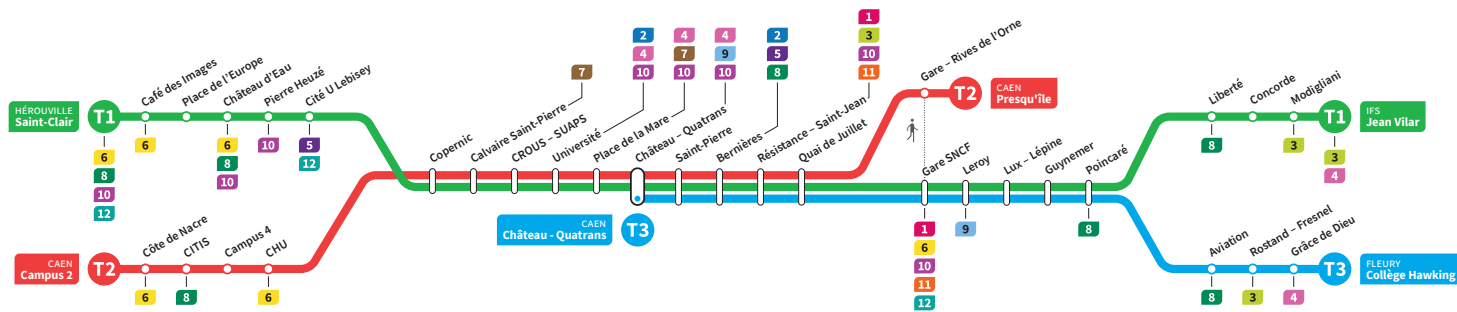 HÉROUVILLE
Saint-Clair
T1
6
8
10
12
Café des Images
6
Place de l'Europe
Château d'Eau
6
8
10
Pierre Heuzé
10
Cité U Lebisey
5
12
CAEN
Campus 2
T2
Côte de Nacre
6
CITIS
8
Campus 4
CHU
6
Copernic
Calvaire Saint-Pierre
7
CROUS – SUAPS
Université
2
4
10
Place de la Mare
4
7
10
Château – Quatrans
4
9
10
CAEN
Château - Quatrans
T3
Saint-Pierre
Bernières
2
5
8
Résistance – Saint-Jean
1
3
10
11
Quai de Juillet
Gare – Rives de l'Orne
T2
CAEN
Presqu'île
Gare SNCF
1
6
10
11
12
Leroy
9
Lux – Lépine
Guynemer
Poincaré
8
Liberté
8
Concorde
Modigliani
3
T1
3
4
IFS
Jean Vilar
Aviation
8
Rostand – Fresnel
3
Grâce de Dieu
4
T3
FLEURY
Collège Hawking